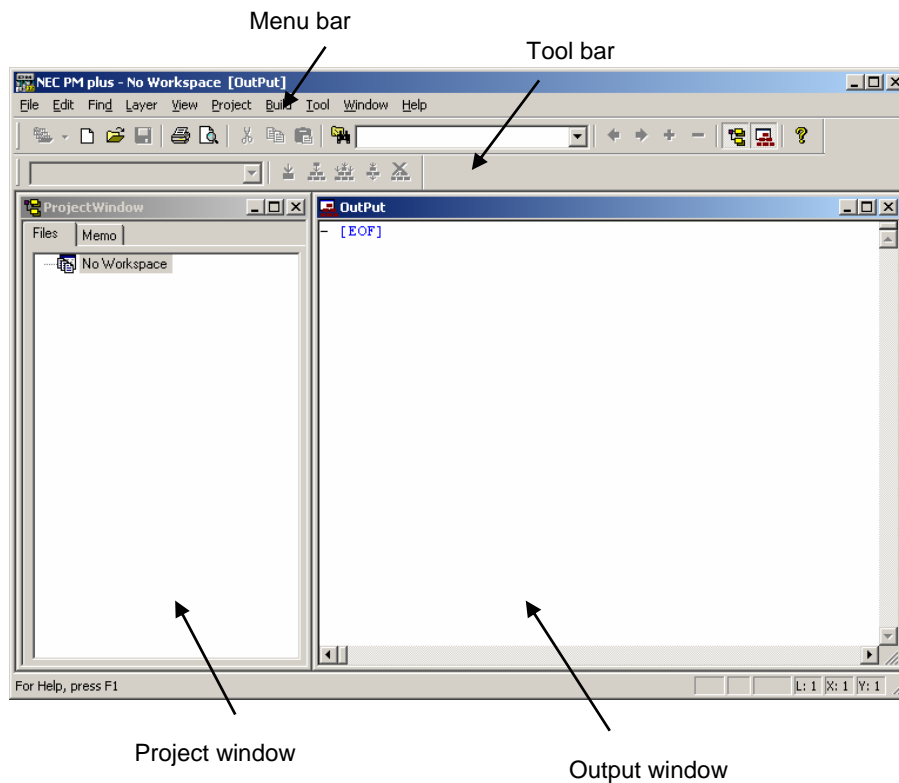 Menu bar
Tool bar
NEC PM plus - No Workspace [OutPut]
File Edit Find Layer View Project Build Tool Window Help
ProjectWindow
OutPut
Files Memo
- [EOF]
No Workspace
For Help, press F1
L: 1 X: 1 Y: 1
Project window
Output window